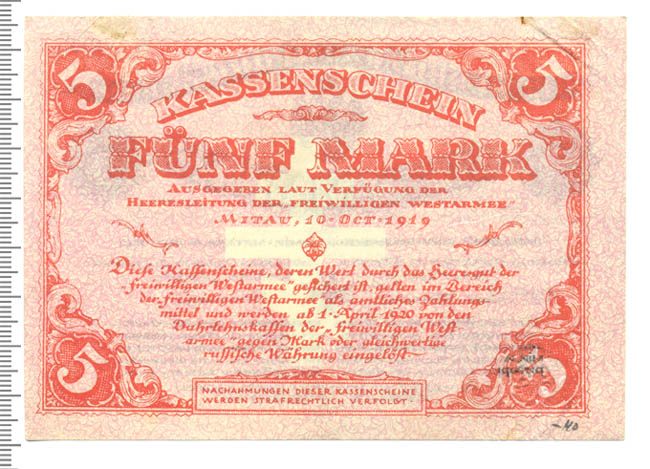 5 5
KASSENSCHEIN
FÜNF MARK
AUSGEGEBEN LAUT VERFÜGUNG DER
HEERESLEITUNG DER „FREIWILLIGEN WESTARMEE"
MITAU, 10·OCT·1919
Diese Kassenscheine, deren Wert durch das Heeresgut der
„freiwilligen Westarmee" gesichert ist, gelten im Bereich
der „freiwilligen Westarmee" als amtliches Zahlungs-
mittel und werden ab 1·April 1920 von den
Dahrlehnskassen der „freiwilligen West
armee" gegen Mark oder gleichwertige
russische Währung eingelöst
5 5
NACHAHMUNGEN DIESER KASSENSCHEINE
WERDEN STRAFRECHTLICH VERFOLGT·